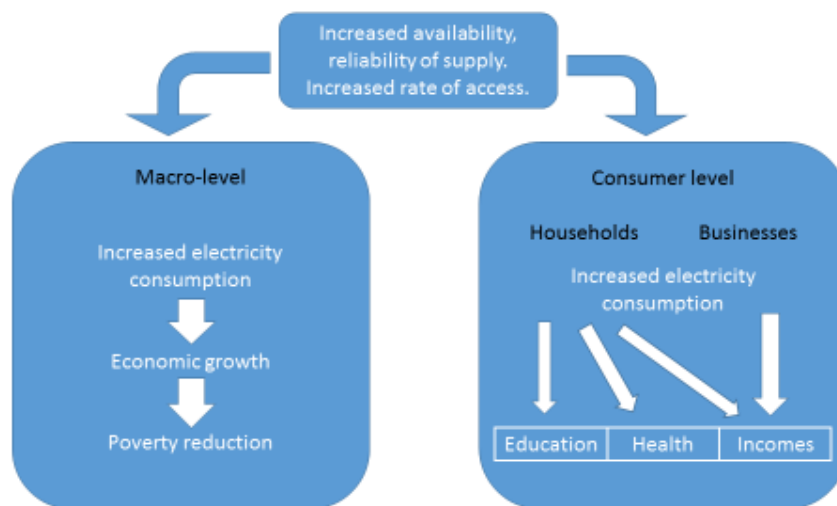 Increased availability,
reliability of supply.
Increased rate of access.
Macro-level
Increased electricity
consumption
Economic growth
Poverty reduction
Consumer level
Households Businesses
Increased electricity
consumption
Education Health Incomes